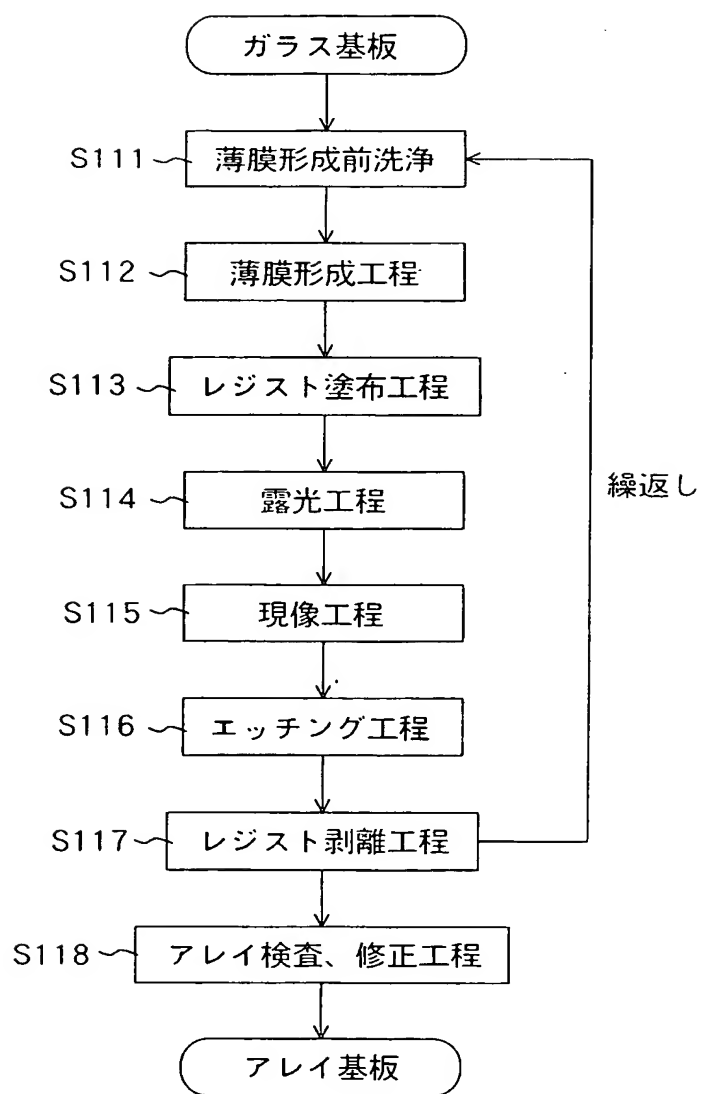 ガラス基板
S111 薄膜形成前洗浄
S112 薄膜形成工程
S113 レジスト塗布工程
S114 露光工程
繰返し
S115 現像工程
S116 エッチング工程
S117 レジスト剥離工程
S118 アレイ検査、修正工程
アレイ基板